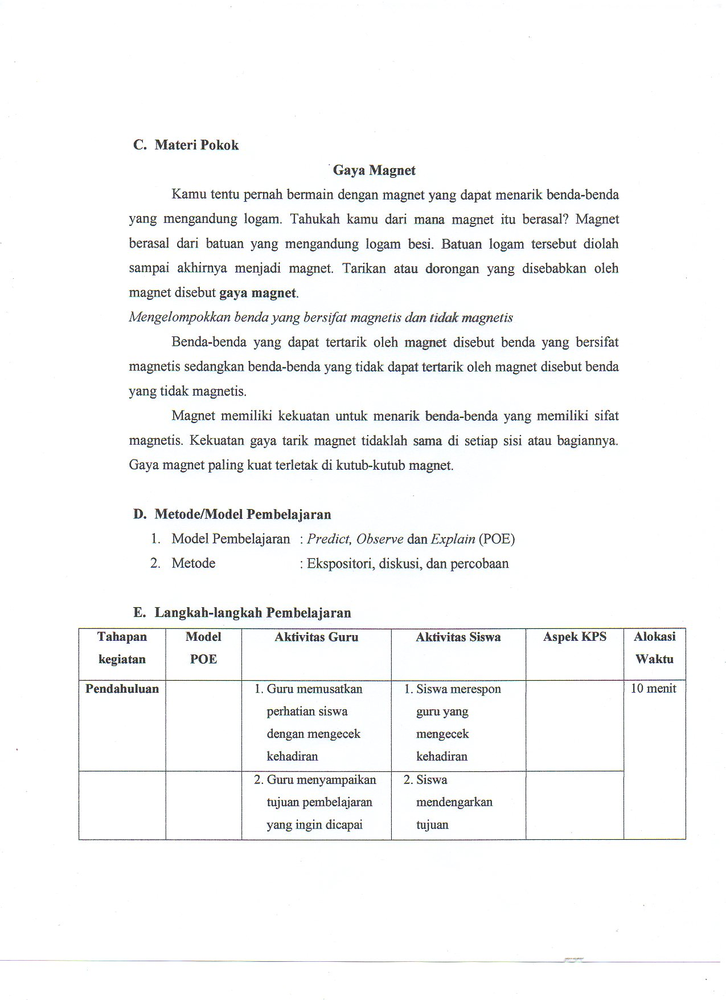 C. Materi Pokok
Gaya Magnet
Kamu tentu pernah bermain dengan magnet yang dapat menarik benda-benda
yang mengandung logam. Tahukah kamu dari mana magnet itu berasal? Magnet
berasal dari batuan yang mengandung logam besi. Batuan logam tersebut diolah
sampai akhirnya menjadi magnet. Tarikan atau dorongan yang disebabkan oleh
magnet disebut gaya magnet.
Mengelompokkan benda yang bersifat magnetis dan tidak magnetis
Benda-benda yang dapat tertarik oleh magnet disebut benda yang bersifat
magnetis sedangkan benda-benda yang tidak dapat tertarik oleh magnet disebut benda
yang tidak magnetis.
Magnet memiliki kekuatan untuk menarik benda-benda yang memiliki sifat
magnetis. Kekuatan gaya tarik magnet tidaklah sama di setiap sisi atau bagiannya.
Gaya magnet paling kuat terletak di kutub-kutub magnet.
D. Metode/Model Pembelajaran
1. Model Pembelajaran : Predict, Observe dan Explain (POE)
2. Metode : Ekspositori, diskusi, dan percobaan
E. Langkah-langkah Pembelajaran
Tahapan kegiatan
Model POE
Aktivitas Guru
Aktivitas Siswa
Aspek KPS
Alokasi Waktu
Pendahuluan
1. Guru memusatkan
perhatian siswa
dengan mengecek
kehadiran
1. Siswa merespon
guru yang
mengecek
kehadiran
10 menit
2. Guru menyampaikan
tujuan pembelajaran
yang ingin dicapai
2. Siswa
mendengarkan
tujuan